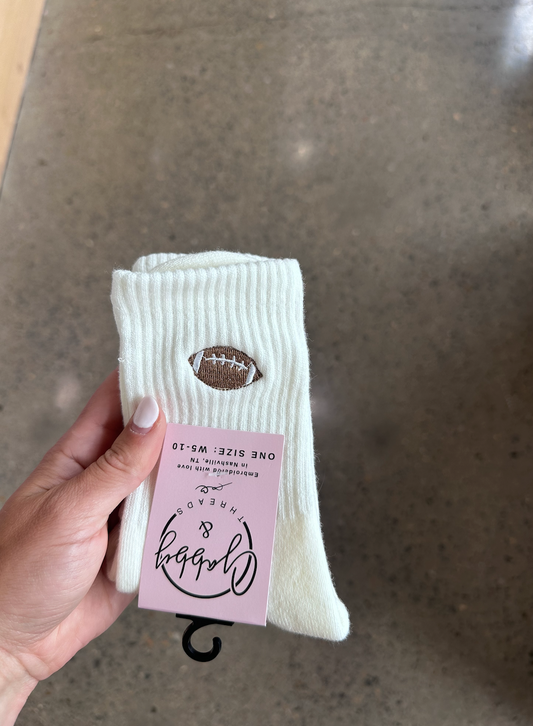 Gabby
&
THREADS
Embroidered with love
in Nashville, TN
ONE SIZE: W5-10